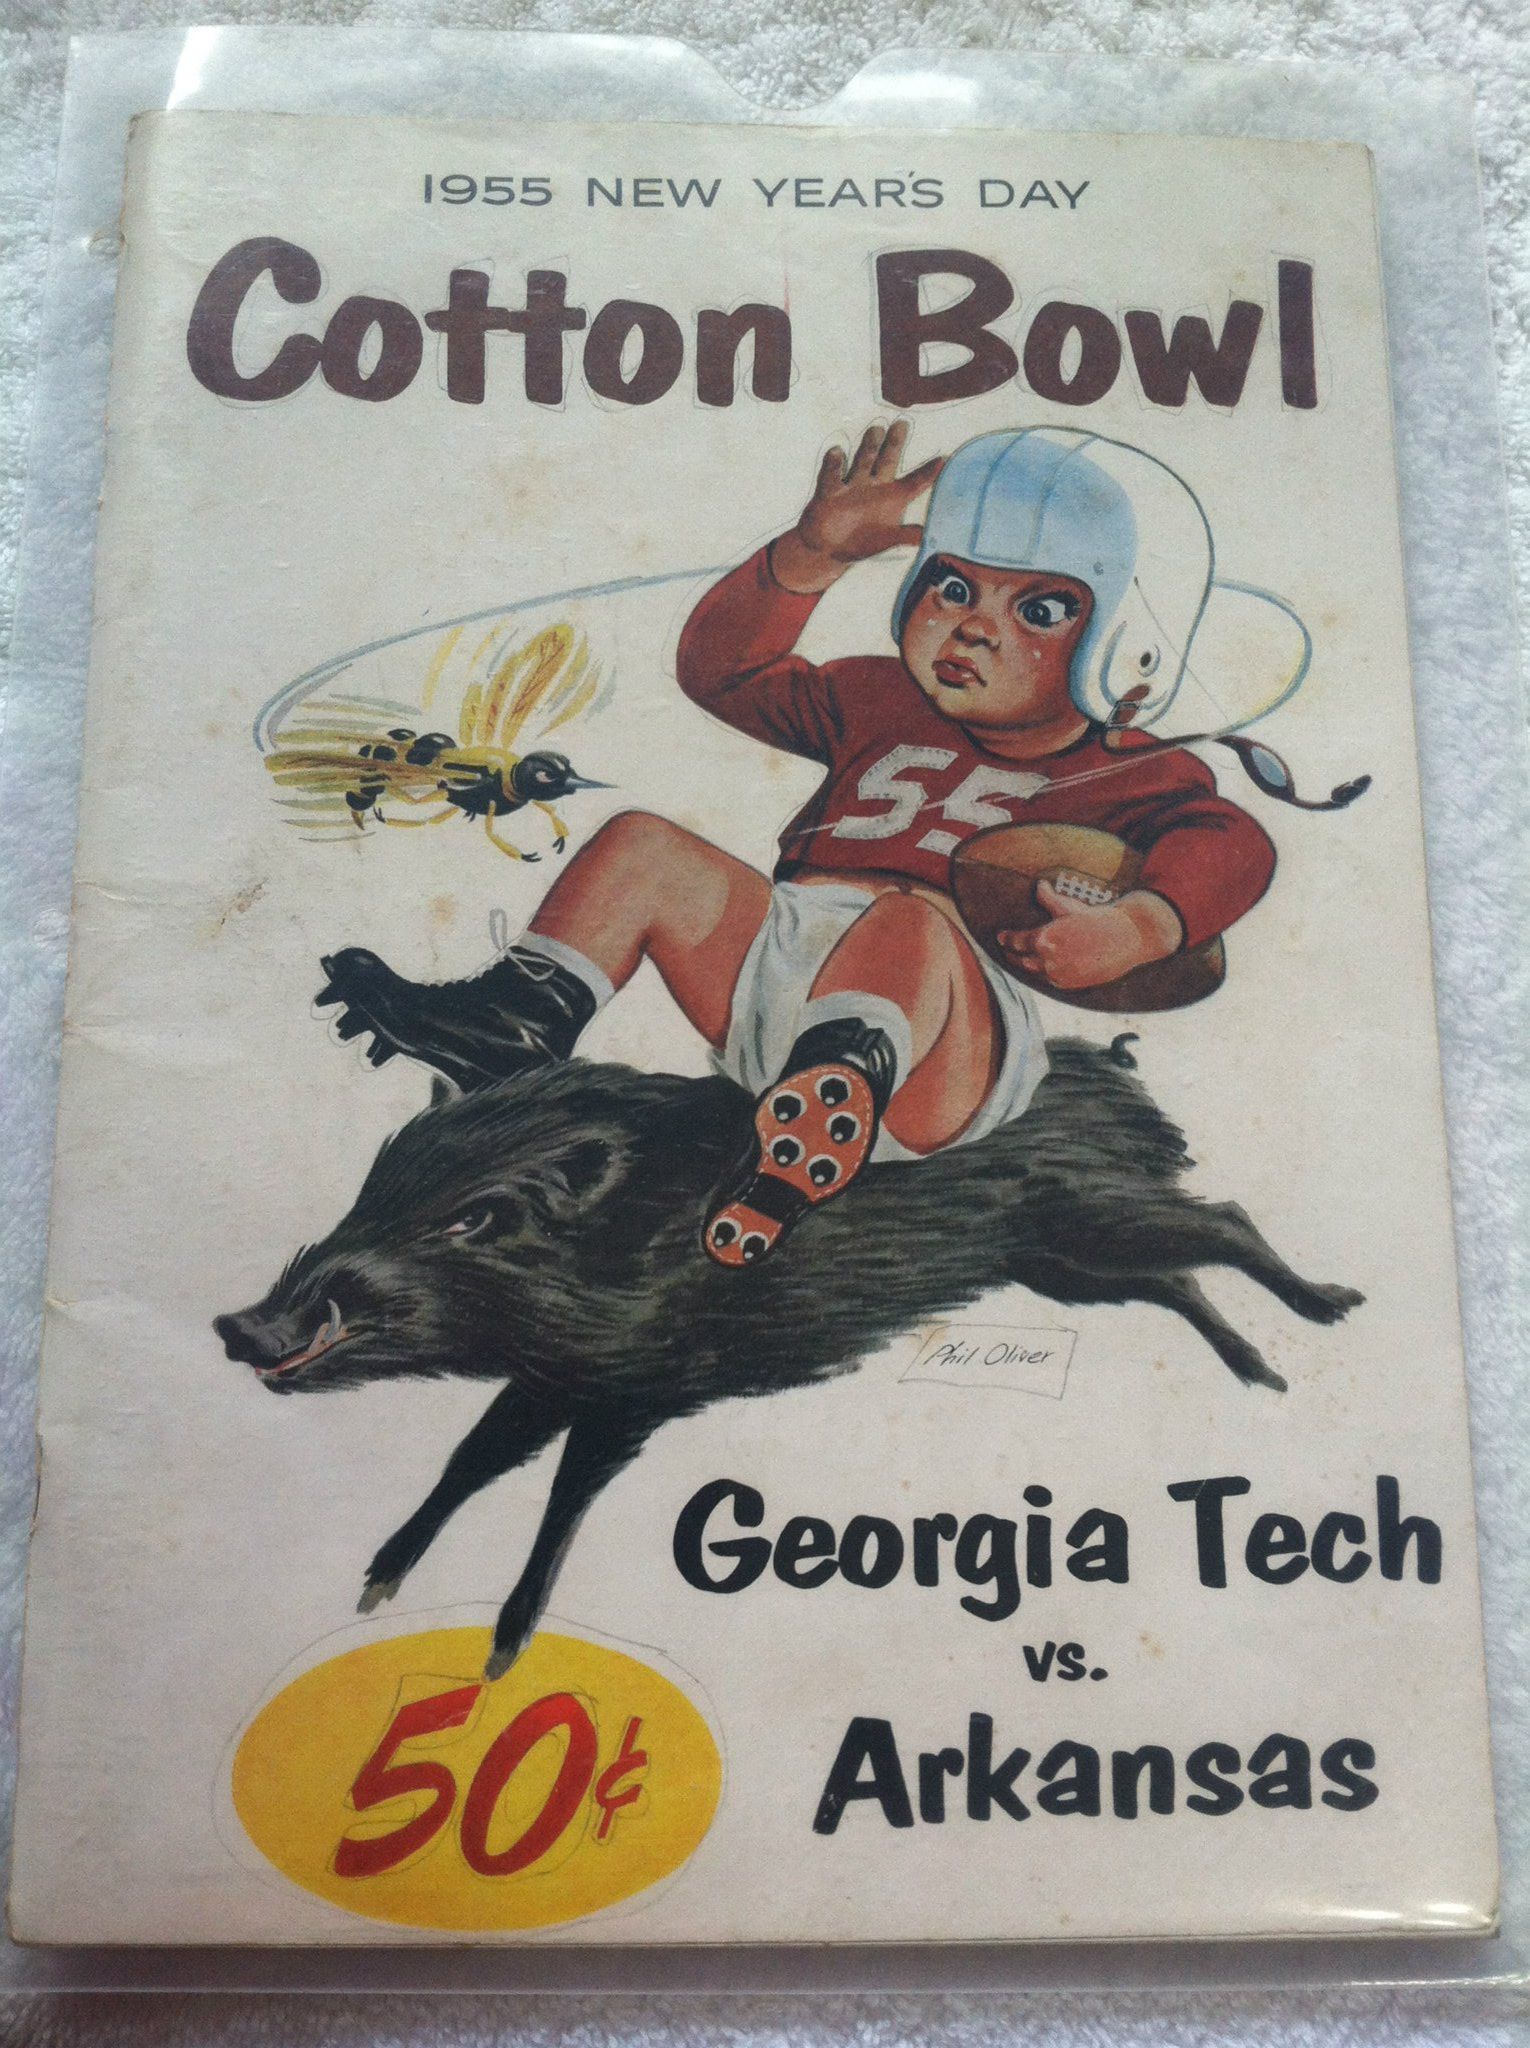 1955 NEW YEAR'S DAY
Cotton Bowl
55
Phil Oliver
Georgia Tech
vs.
Arkansas
50¢